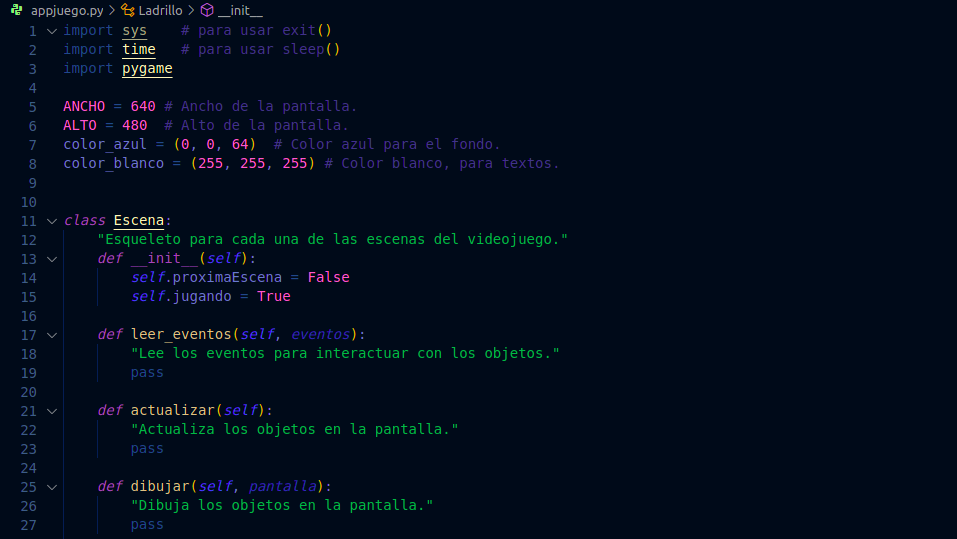 appjuego.py > Ladrillo > __init__
1 import sys    # para usar exit()
2 import time   # para usar sleep()
3 import pygame
4
5 ANCHO = 640 # Ancho de la pantalla.
6 ALTO = 480  # Alto de la pantalla.
7 color_azul = (0, 0, 64)  # Color azul para el fondo.
8 color_blanco = (255, 255, 255) # Color blanco, para textos.
9
10
11 class Escena:
12     "Esqueleto para cada una de las escenas del videojuego."
13     def __init__(self):
14         self.proximaEscena = False
15         self.jugando = True
16
17     def leer_eventos(self, eventos):
18         "Lee los eventos para interactuar con los objetos."
19         pass
20
21     def actualizar(self):
22         "Actualiza los objetos en la pantalla."
23         pass
24
25     def dibujar(self, pantalla):
26         "Dibuja los objetos en la pantalla."
27         pass